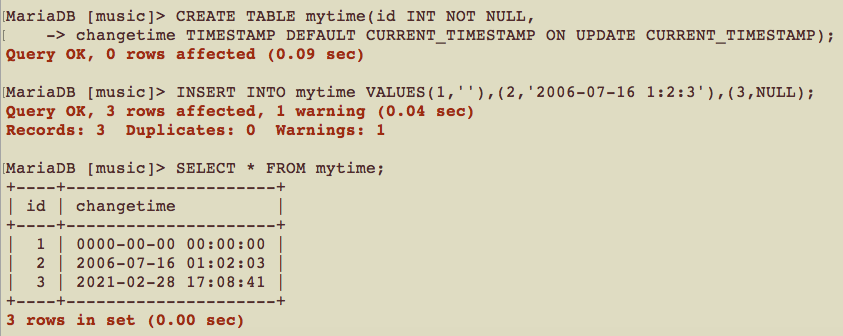 [MariaDB [music]> CREATE TABLE mytime(id INT NOT NULL,
[    -> changetime TIMESTAMP DEFAULT CURRENT_TIMESTAMP ON UPDATE CURRENT_TIMESTAMP);
Query OK, 0 rows affected (0.09 sec)

[MariaDB [music]> INSERT INTO mytime VALUES(1,''),(2,'2006-07-16 1:2:3'),(3,NULL);
Query OK, 3 rows affected, 1 warning (0.04 sec)
Records: 3  Duplicates: 0  Warnings: 1

[MariaDB [music]> SELECT * FROM mytime;
+----+---------------------+
| id | changetime          |
+----+---------------------+
|  1 | 0000-00-00 00:00:00 |
|  2 | 2006-07-16 01:02:03 |
|  3 | 2021-02-28 17:08:41 |
+----+---------------------+
3 rows in set (0.00 sec)